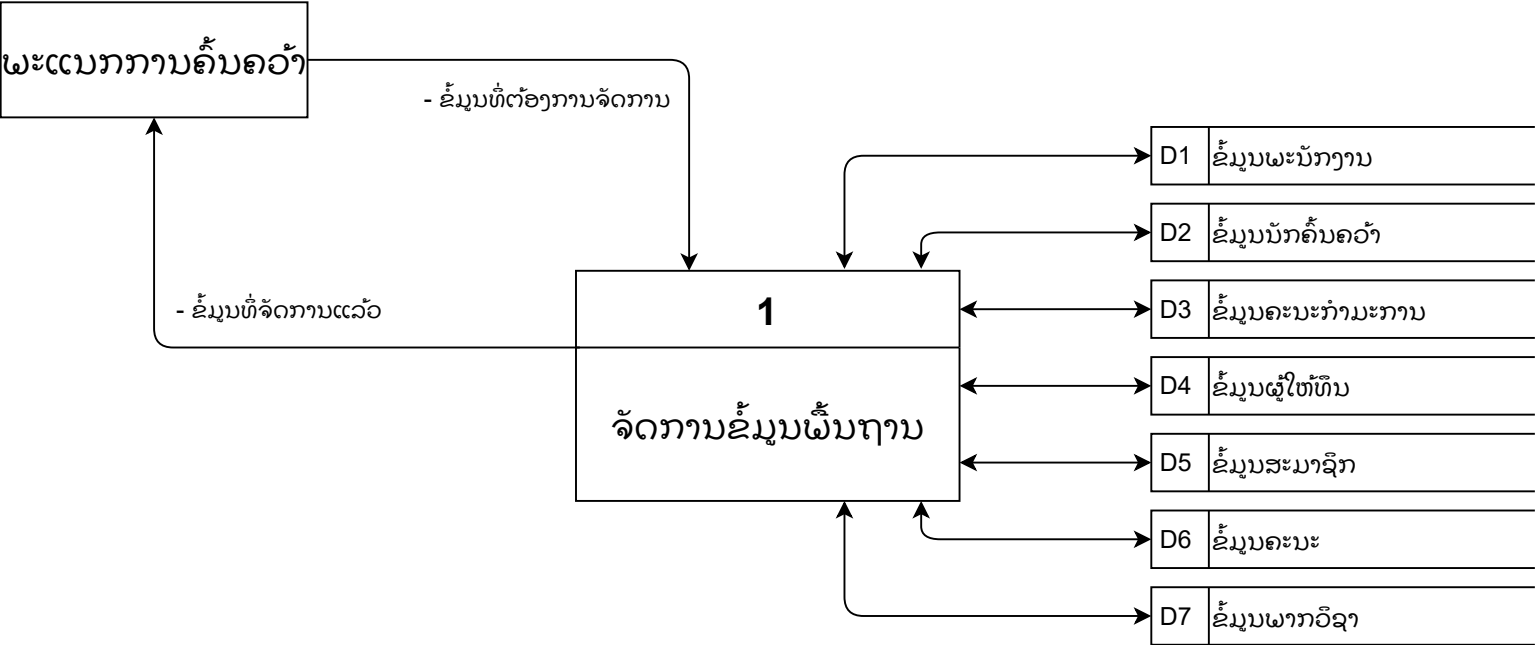 ພະແນກການຄົ້ນຄວ້າ
- ຂໍ້ມູນທີ່ຕ້ອງການຈັດການ
- ຂໍ້ມູນທີ່ຈັດການແລ້ວ
1
ຈັດການຂໍ້ມູນພື້ນຖານ
D1 ຂໍ້ມູນພະນັກງານ
D2 ຂໍ້ມູນນັກຄົ້ນຄວ້າ
D3 ຂໍ້ມູນຄະນະກຳມະການ
D4 ຂໍ້ມູນຜູ້ໃຫ້ທຶນ
D5 ຂໍ້ມູນສະມາຊິກ
D6 ຂໍ້ມູນຄະນະ
D7 ຂໍ້ມູນພາກວິຊາ